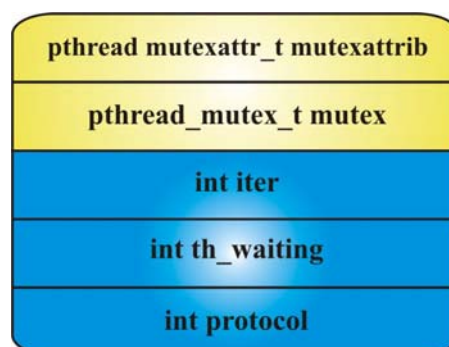 pthread mutexattr_t mutexattrib
pthread_mutex_t mutex
int iter
int th_waiting
int protocol